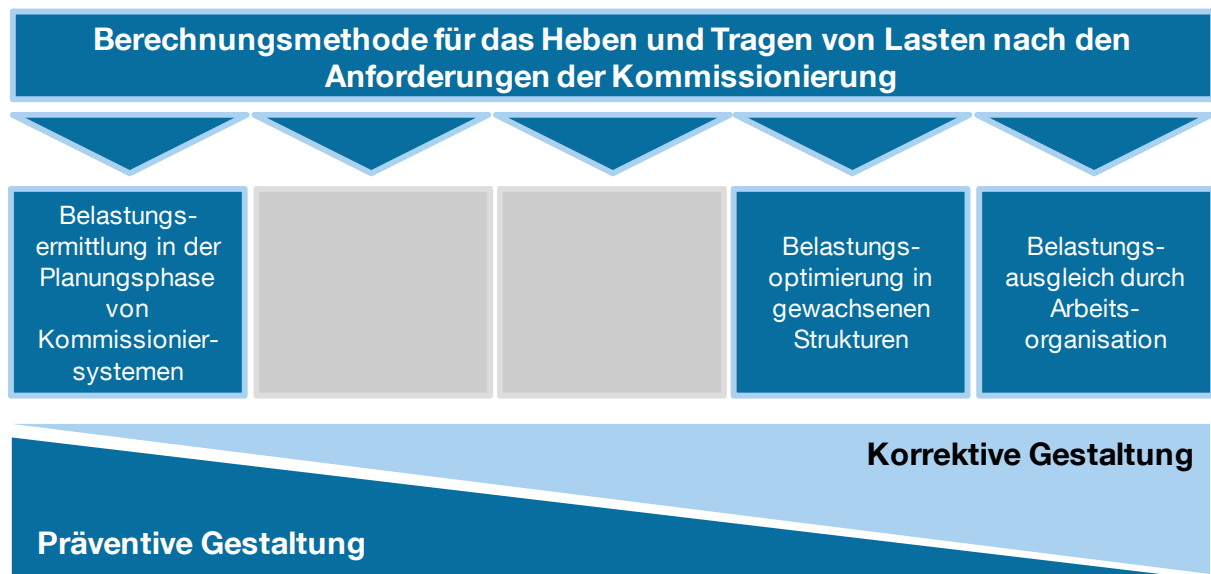 Berechnungsmethode für das Heben und Tragen von Lasten nach den
Anforderungen der Kommissionierung
Belastungs-
ermittlung in der
Planungsphase
von
Kommissionier-
systemen
Belastungs-
optimierung in
gewachsenen
Strukturen
Belastungs-
ausgleich durch
Arbeits-
organisation
Korrektive Gestaltung
Präventive Gestaltung